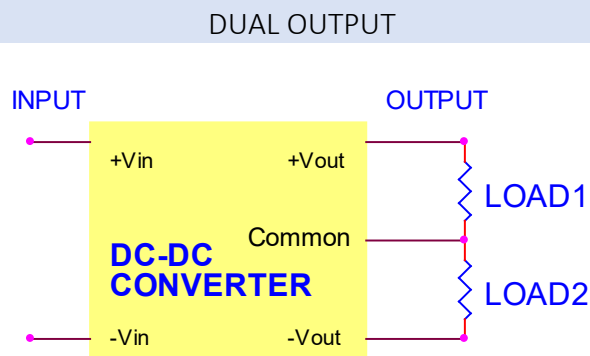 DUAL OUTPUT
INPUT OUTPUT
+Vin +Vout
LOAD1
Common
DC-DC
CONVERTER
LOAD2
-Vin -Vout